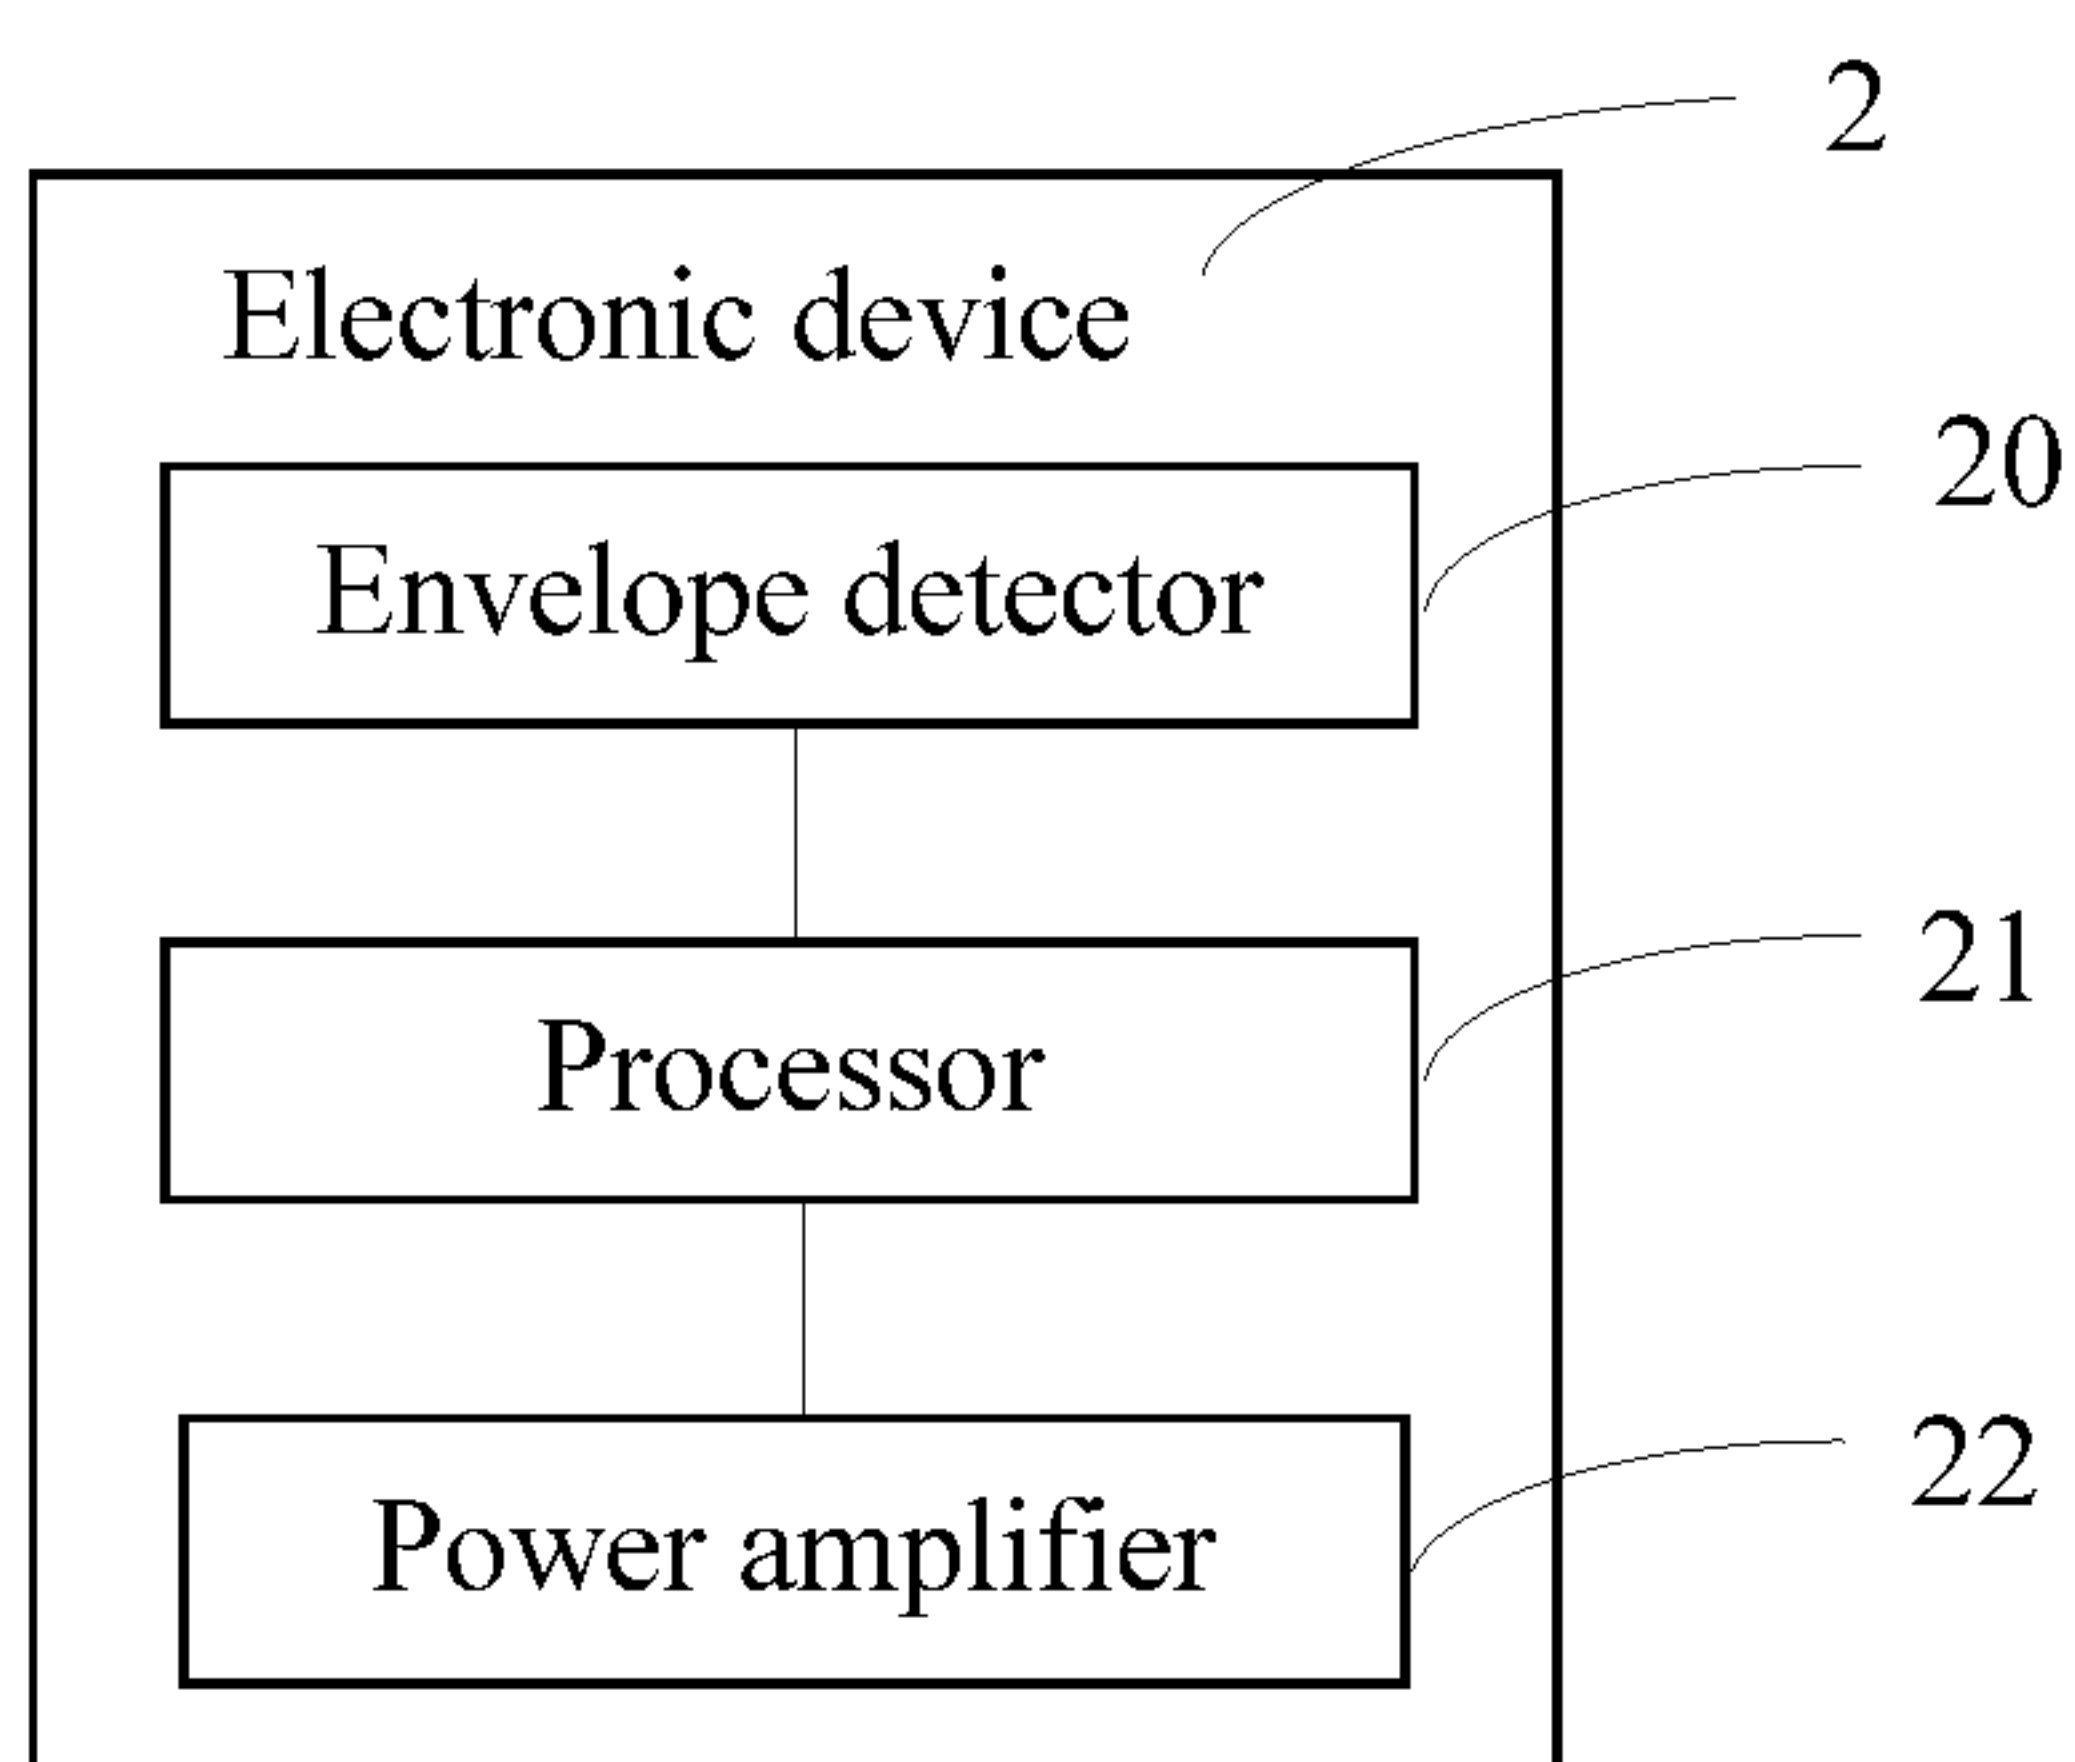 2
Electronic device
20
Envelope detector
21
Processor
22
Power amplifier